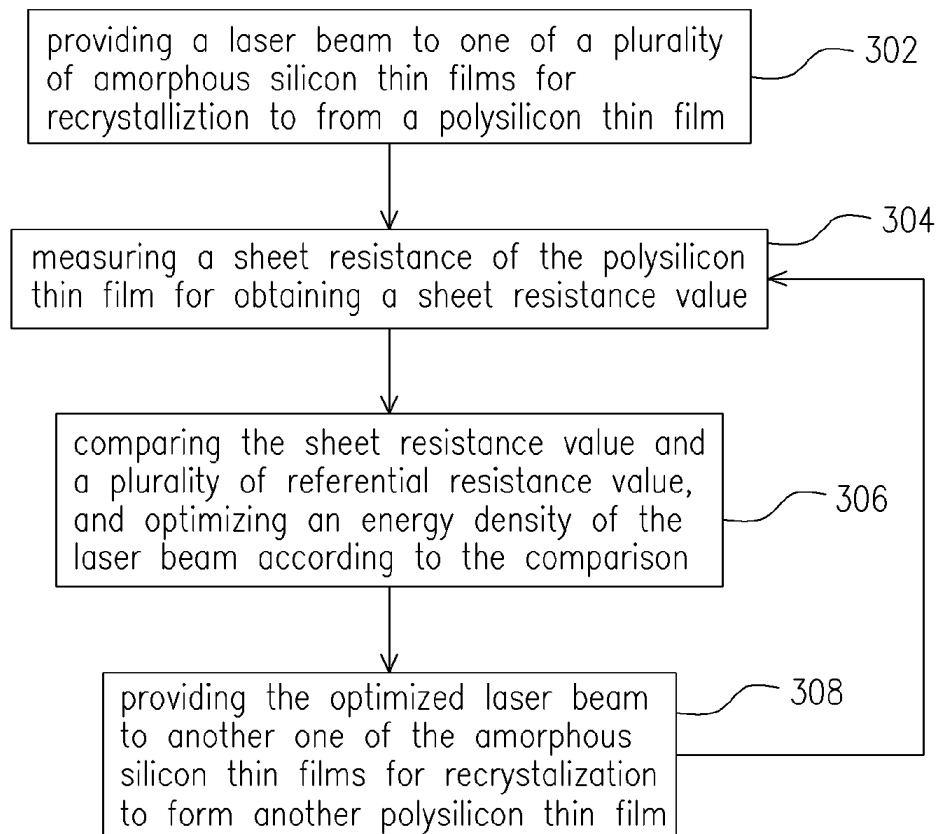 providing a laser beam to one of a plurality
of amorphous silicon thin films for
recrystalliztion to from a polysilicon thin film
302
measuring a sheet resistance of the polysilicon
thin film for obtaining a sheet resistance value
304
comparing the sheet resistance value and
a plurality of referential resistance value,
and optimizing an energy density of the
laser beam according to the comparison
306
providing the optimized laser beam
to another one of the amorphous
silicon thin films for recrystalization
to form another polysilicon thin film
308